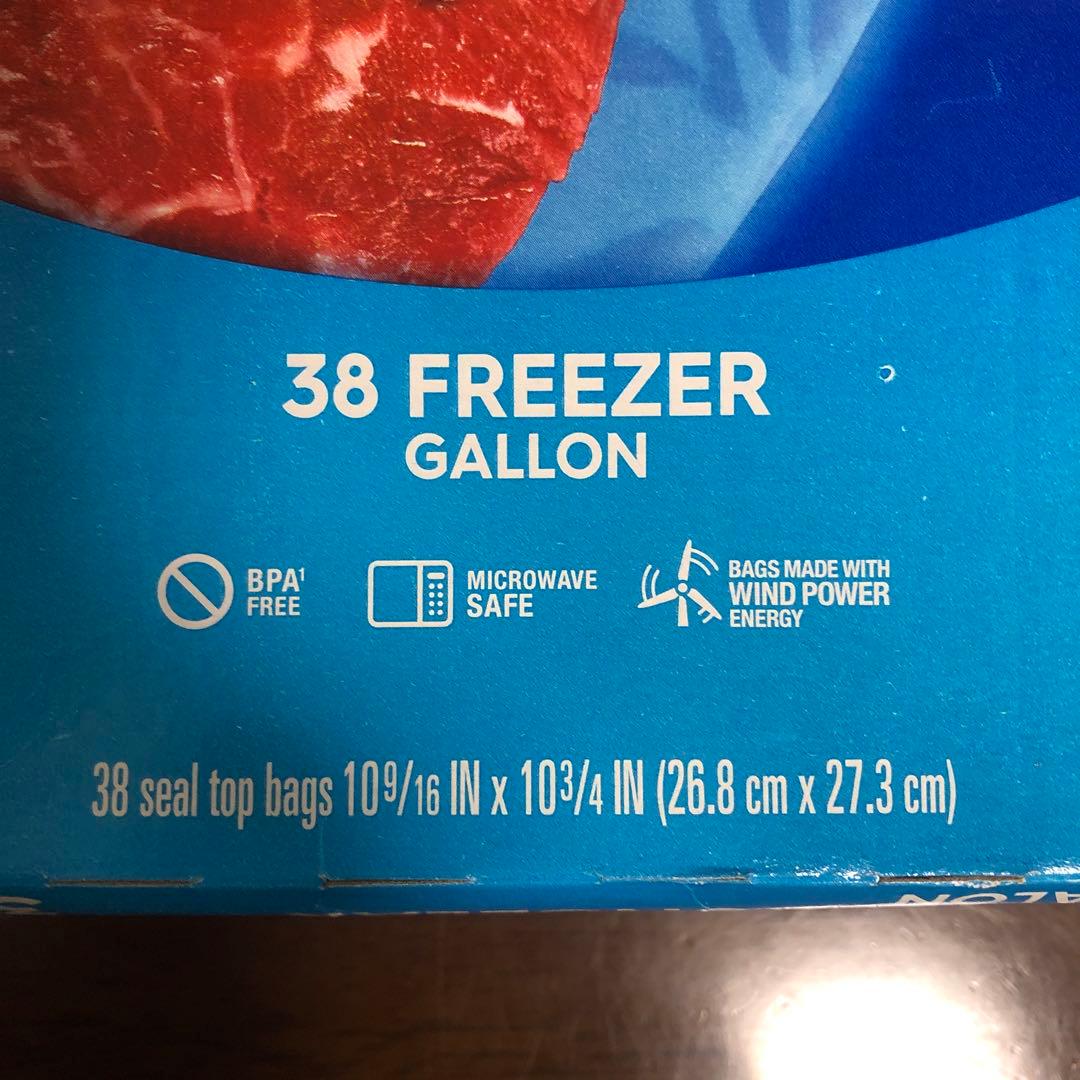 38 FREEZER
GALLON
BPA¹
FREE
MICROWAVE
SAFE
BAGS MADE WITH
WIND POWER
ENERGY
38 seal top bags 10 9/16 IN x 10 3/4 IN (26.8 cm x 27.3 cm)